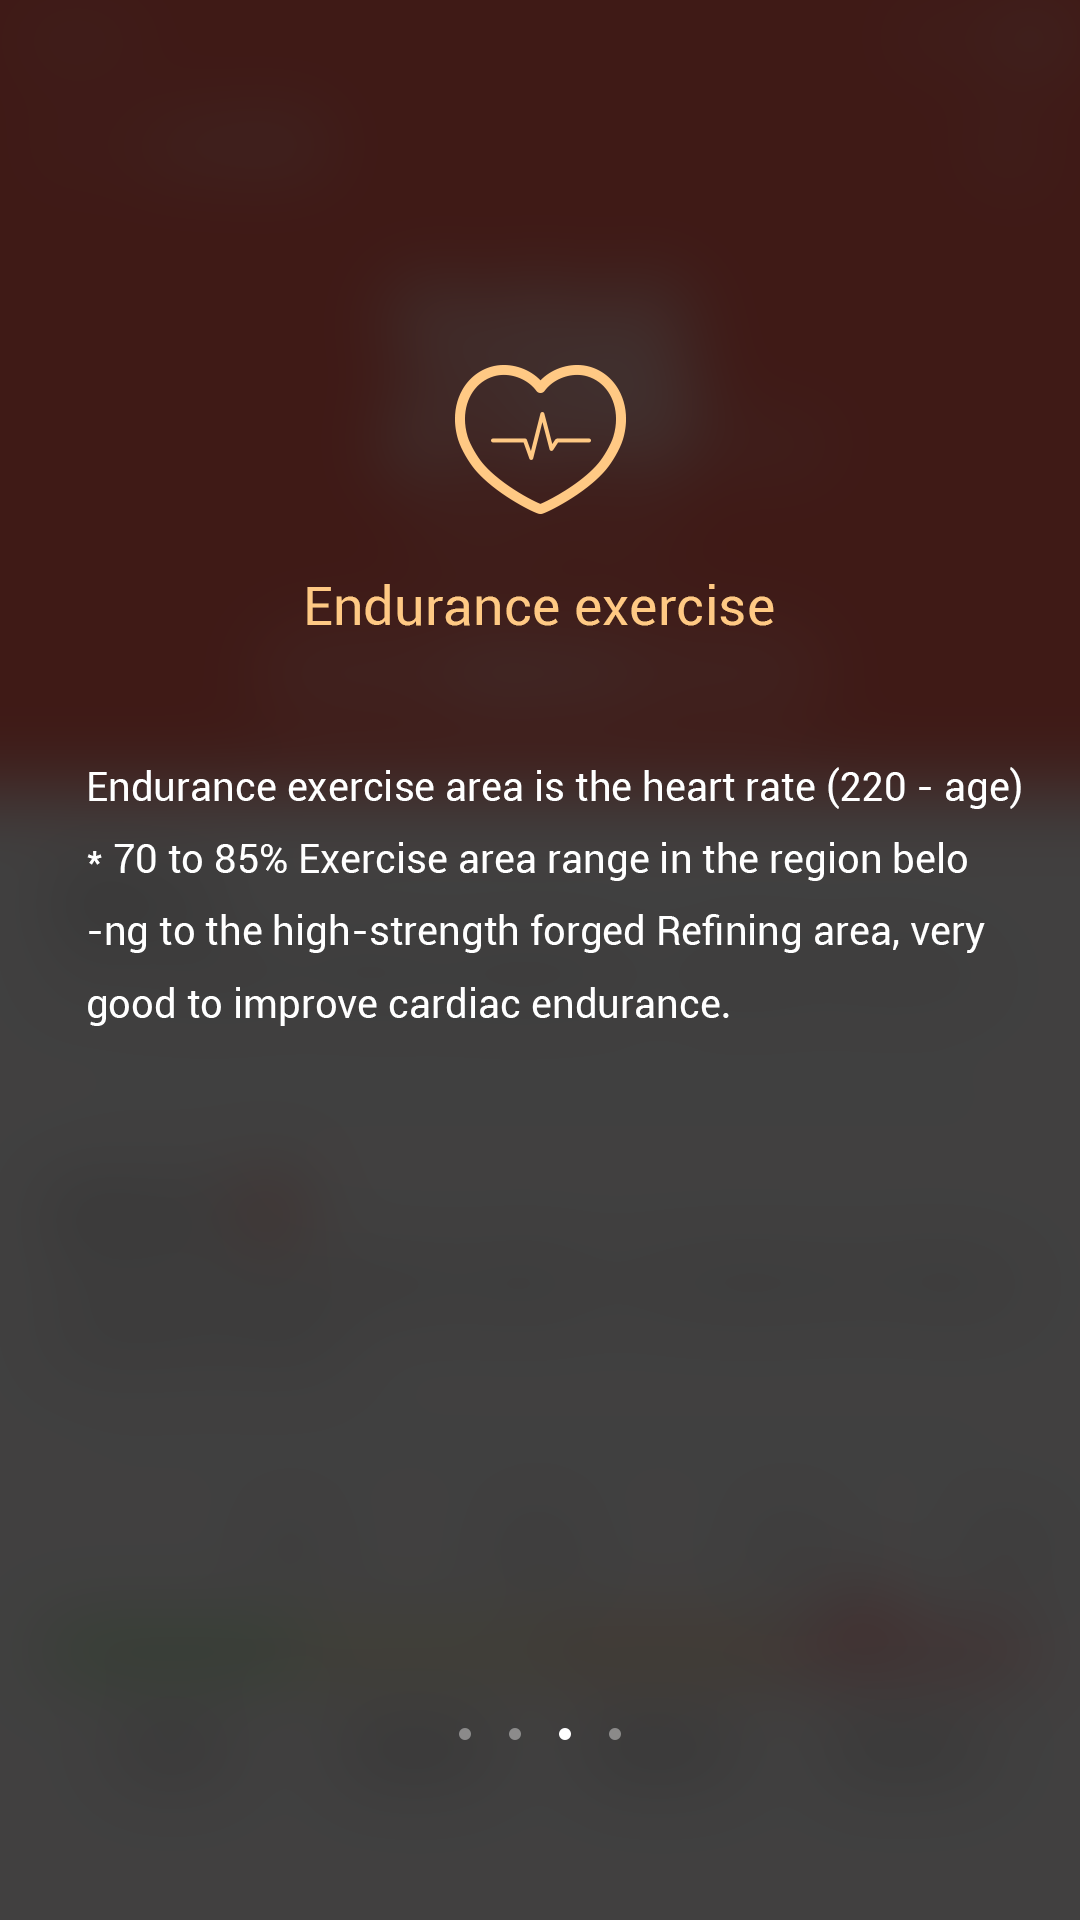 Endurance exercise
Endurance exercise area is the heart rate (220 - age)
* 70 to 85% Exercise area range in the region belo
-ng to the high-strength forged Refining area, very
good to improve cardiac endurance.